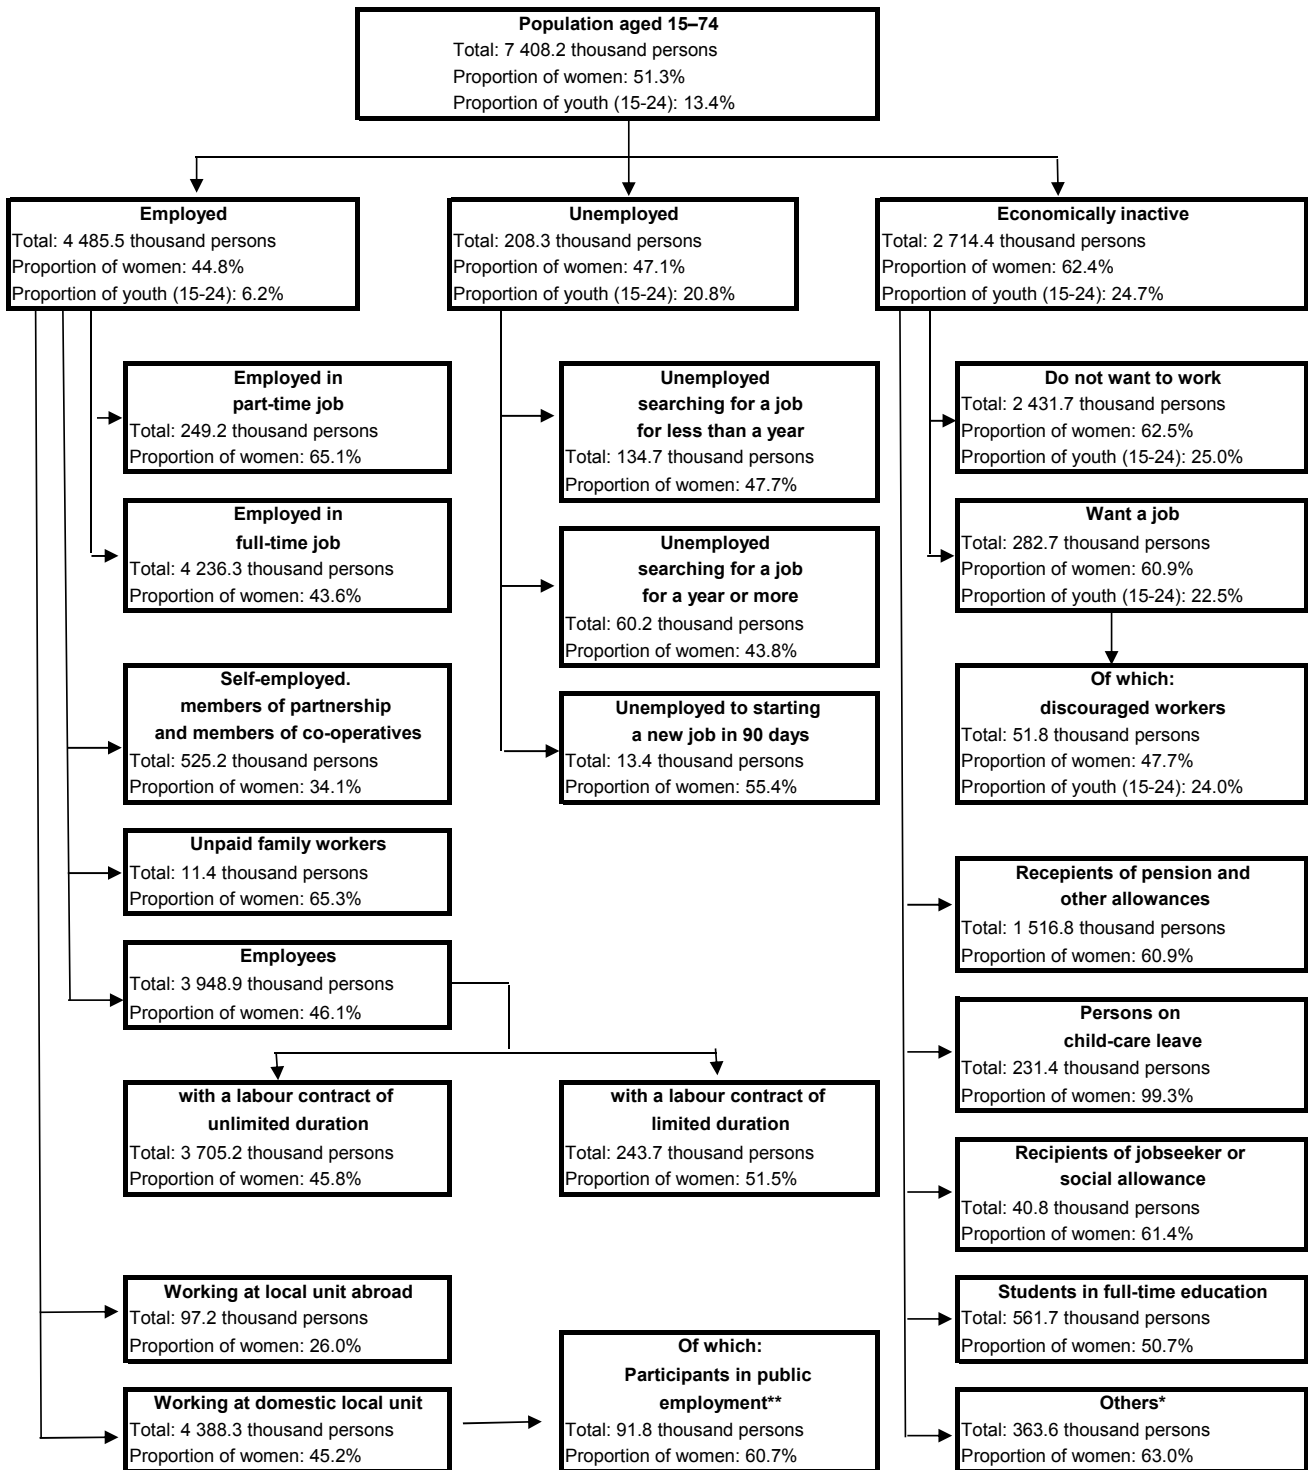 Population aged 15–74
Total: 7 408.2 thousand persons
Proportion of women: 51.3%
Proportion of youth (15-24): 13.4%
Employed
Total: 4 485.5 thousand persons
Proportion of women: 44.8%
Proportion of youth (15-24): 6.2%
Unemployed
Total: 208.3 thousand persons
Proportion of women: 47.1%
Proportion of youth (15-24): 20.8%
Economically inactive
Total: 2 714.4 thousand persons
Proportion of women: 62.4%
Proportion of youth (15-24): 24.7%
Employed in
part-time job
Total: 249.2 thousand persons
Proportion of women: 65.1%
Unemployed
searching for a job
for less than a year
Total: 134.7 thousand persons
Proportion of women: 47.7%
Do not want to work
Total: 2 431.7 thousand persons
Proportion of women: 62.5%
Proportion of youth (15-24): 25.0%
Employed in
full-time job
Total: 4 236.3 thousand persons
Proportion of women: 43.6%
Unemployed
searching for a job
for a year or more
Total: 60.2 thousand persons
Proportion of women: 43.8%
Want a job
Total: 282.7 thousand persons
Proportion of women: 60.9%
Proportion of youth (15-24): 22.5%
Self-employed.
members of partnership
and members of co-operatives
Total: 525.2 thousand persons
Proportion of women: 34.1%
Unemployed to starting
a new job in 90 days
Total: 13.4 thousand persons
Proportion of women: 55.4%
Of which:
discouraged workers
Total: 51.8 thousand persons
Proportion of women: 47.7%
Proportion of youth (15-24): 24.0%
Unpaid family workers
Total: 11.4 thousand persons
Proportion of women: 65.3%
Recepients of pension and
other allowances
Total: 1 516.8 thousand persons
Proportion of women: 60.9%
Employees
Total: 3 948.9 thousand persons
Proportion of women: 46.1%
Persons on
child-care leave
Total: 231.4 thousand persons
Proportion of women: 99.3%
with a labour contract of
unlimited duration
Total: 3 705.2 thousand persons
Proportion of women: 45.8%
with a labour contract of
limited duration
Total: 243.7 thousand persons
Proportion of women: 51.5%
Recipients of jobseeker or
social allowance
Total: 40.8 thousand persons
Proportion of women: 61.4%
Working at local unit abroad
Total: 97.2 thousand persons
Proportion of women: 26.0%
Students in full-time education
Total: 561.7 thousand persons
Proportion of women: 50.7%
Working at domestic local unit
Total: 4 388.3 thousand persons
Proportion of women: 45.2%
Of which:
Participants in public
employment**
Total: 91.8 thousand persons
Proportion of women: 60.7%
Others*
Total: 363.6 thousand persons
Proportion of women: 63.0%